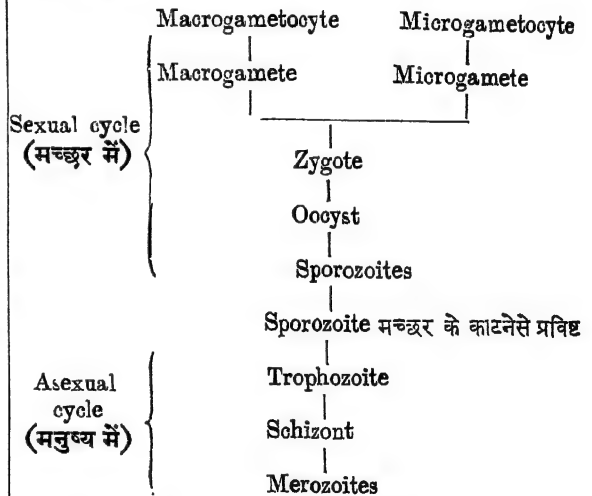 Macrogametocyte Microgametocyte
Macrogamete Microgamete
Sexual cycle
(मच्छर में)
Zygote
Oocyst
Sporozoites
Sporozoite मच्छर के काटनेसे प्रविष्ट
Asexual
cycle
(मनुष्य में)
Trophozoite
Schizont
Merozoites